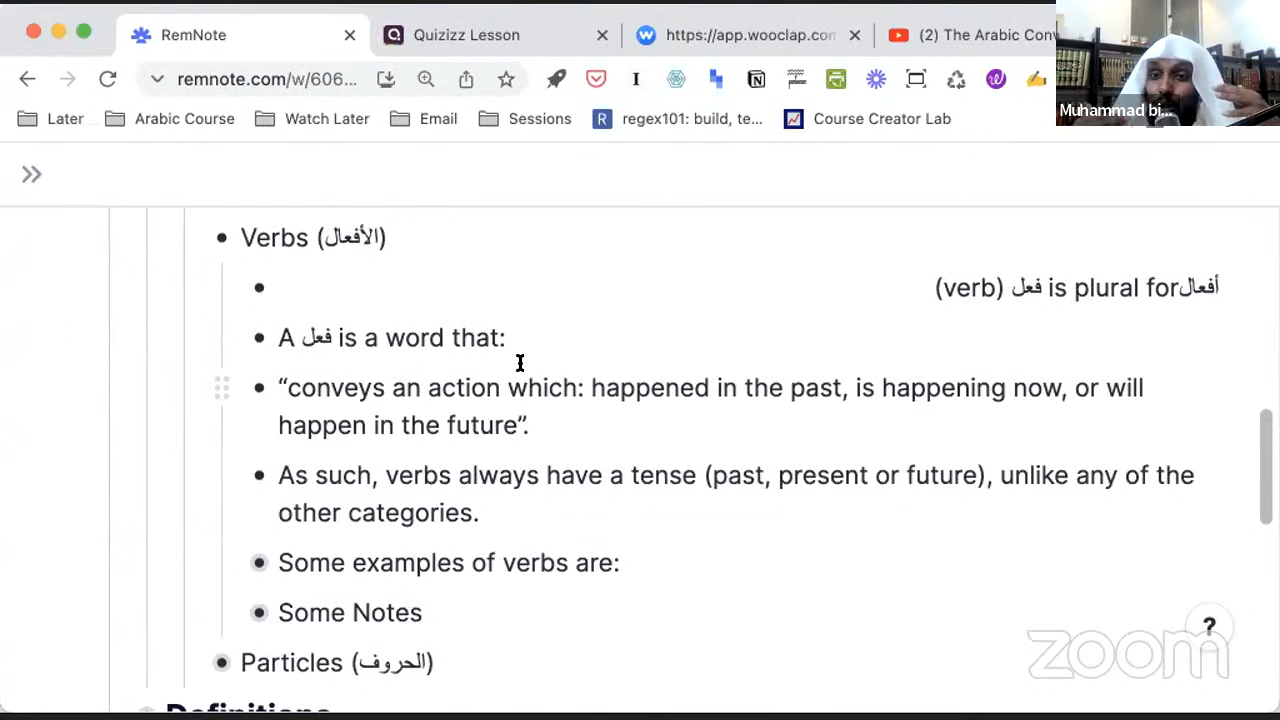 RemNote
Quizizz Lesson
https://app.wooclap.com
(2) The Arabic Con
remnote.com/w/606...
Muhammad bi...
Later
Arabic Course
Watch Later
Email
Sessions
regex101: build, te...
Course Creator Lab
Verbs (الأفعال)
أفعال is plural for فعل (verb)
A فعل is a word that:
“conveys an action which: happened in the past, is happening now, or will
happen in the future”.
As such, verbs always have a tense (past, present or future), unlike any of the
other categories.
Some examples of verbs are:
Some Notes
?
zoom
Particles (الحروف)
Definitions